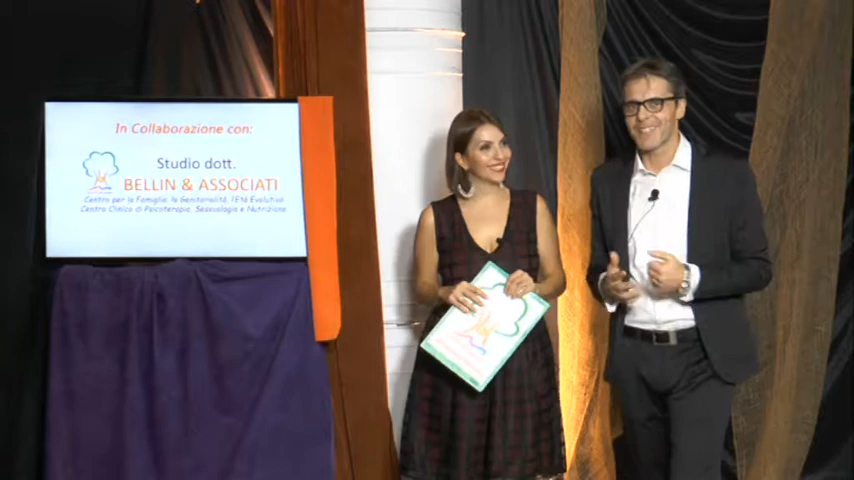 In Collaborazione con:
Studio dott.
BELLIN & ASSOCIATI
Centro per la Famiglia, la Genitorialità, l'Età Evolutiva
Centro Clinico di Psicoterapia, Sessuologia e Nutrizione